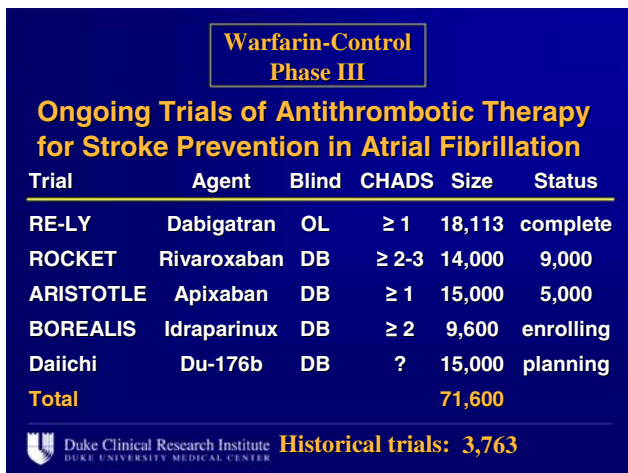 Warfarin-Control
Phase III
Ongoing Trials of Antithrombotic Therapy
for Stroke Prevention in Atrial Fibrillation
Trial Agent Blind CHADS Size Status
RE-LY Dabigatran OL ≥ 1 18,113 complete
ROCKET Rivaroxaban DB ≥ 2-3 14,000 9,000
ARISTOTLE Apixaban DB ≥ 1 15,000 5,000
BOREALIS Idraparinux DB ≥ 2 9,600 enrolling
Daiichi Du-176b DB ? 15,000 planning
Total 71,600
Duke Clinical Research Institute Historical trials: 3,763
DUKE UNIVERSITY MEDICAL CENTER